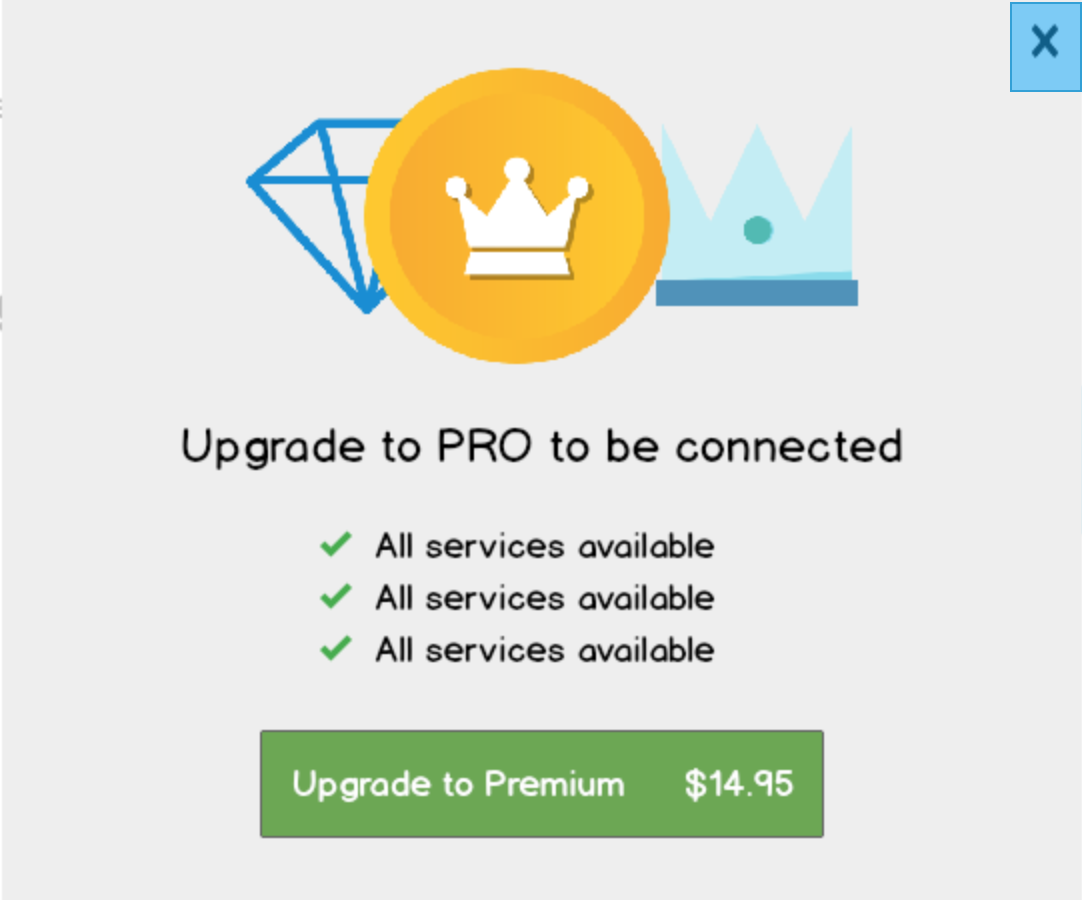 X
Upgrade to PRO to be connected
All services available
All services available
All services available
Upgrade to Premium $14.95